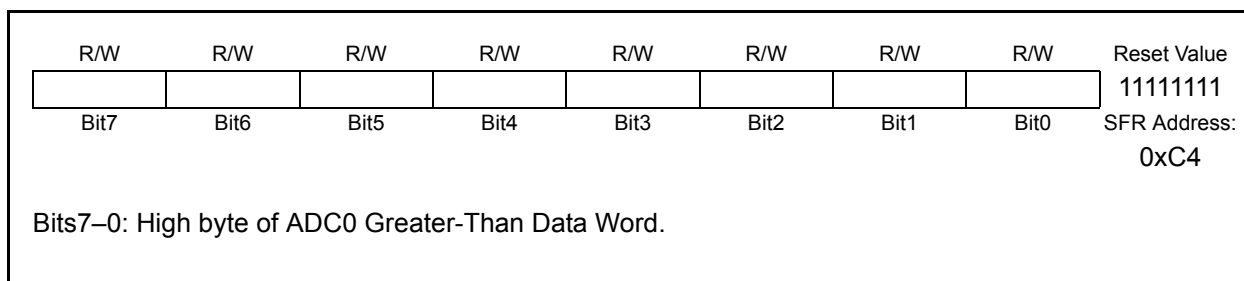 R/W R/W R/W R/W R/W R/W R/W R/W Reset Value
11111111
Bit7 Bit6 Bit5 Bit4 Bit3 Bit2 Bit1 Bit0 SFR Address:
0xC4
Bits7–0: High byte of ADC0 Greater-Than Data Word.